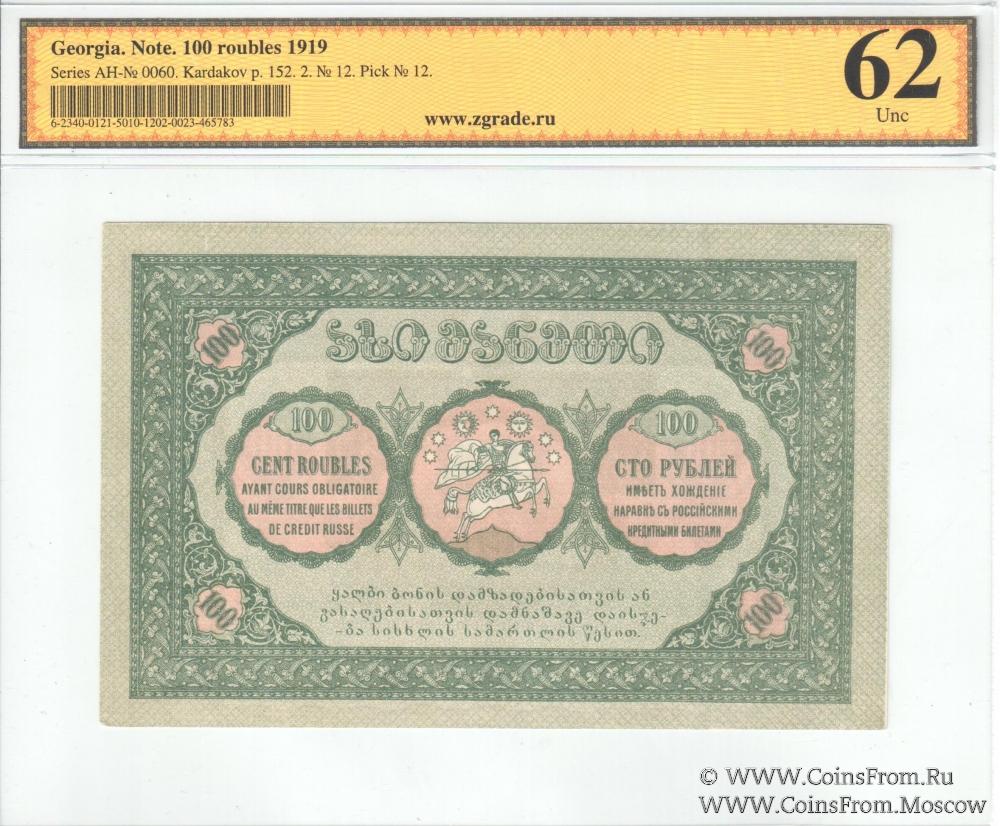 Georgia. Note. 100 roubles 1919
Series АН-№ 0060. Kardakov p. 152. 2. № 12. Pick № 12.
6-2340-0121-5010-1202-0023-465783
www.zgrade.ru
62
Unc
100
100
ასი მანეთი
100
CENT ROUBLES
AYANT COURS OBLIGATOIRE
AU MÊME TITRE QUE LES BILLETS
DE CREDIT RUSSE
100
СТО РУБЛЕЙ
ИМѢЕТЪ ХОЖДЕНІЕ
НАРАВНѢ СЪ РОССІЙСКИМИ
КРЕДИТНЫМИ БИЛЕТАМИ
ყალბი ბონის დამზადებისათვის ან
გასაღებისათვის დამნაშავე დაისჯე-
-ბა სისხლის სამართლის წესით.
100
100
© WWW.CoinsFrom.Ru
WWW.CoinsFrom.Moscow